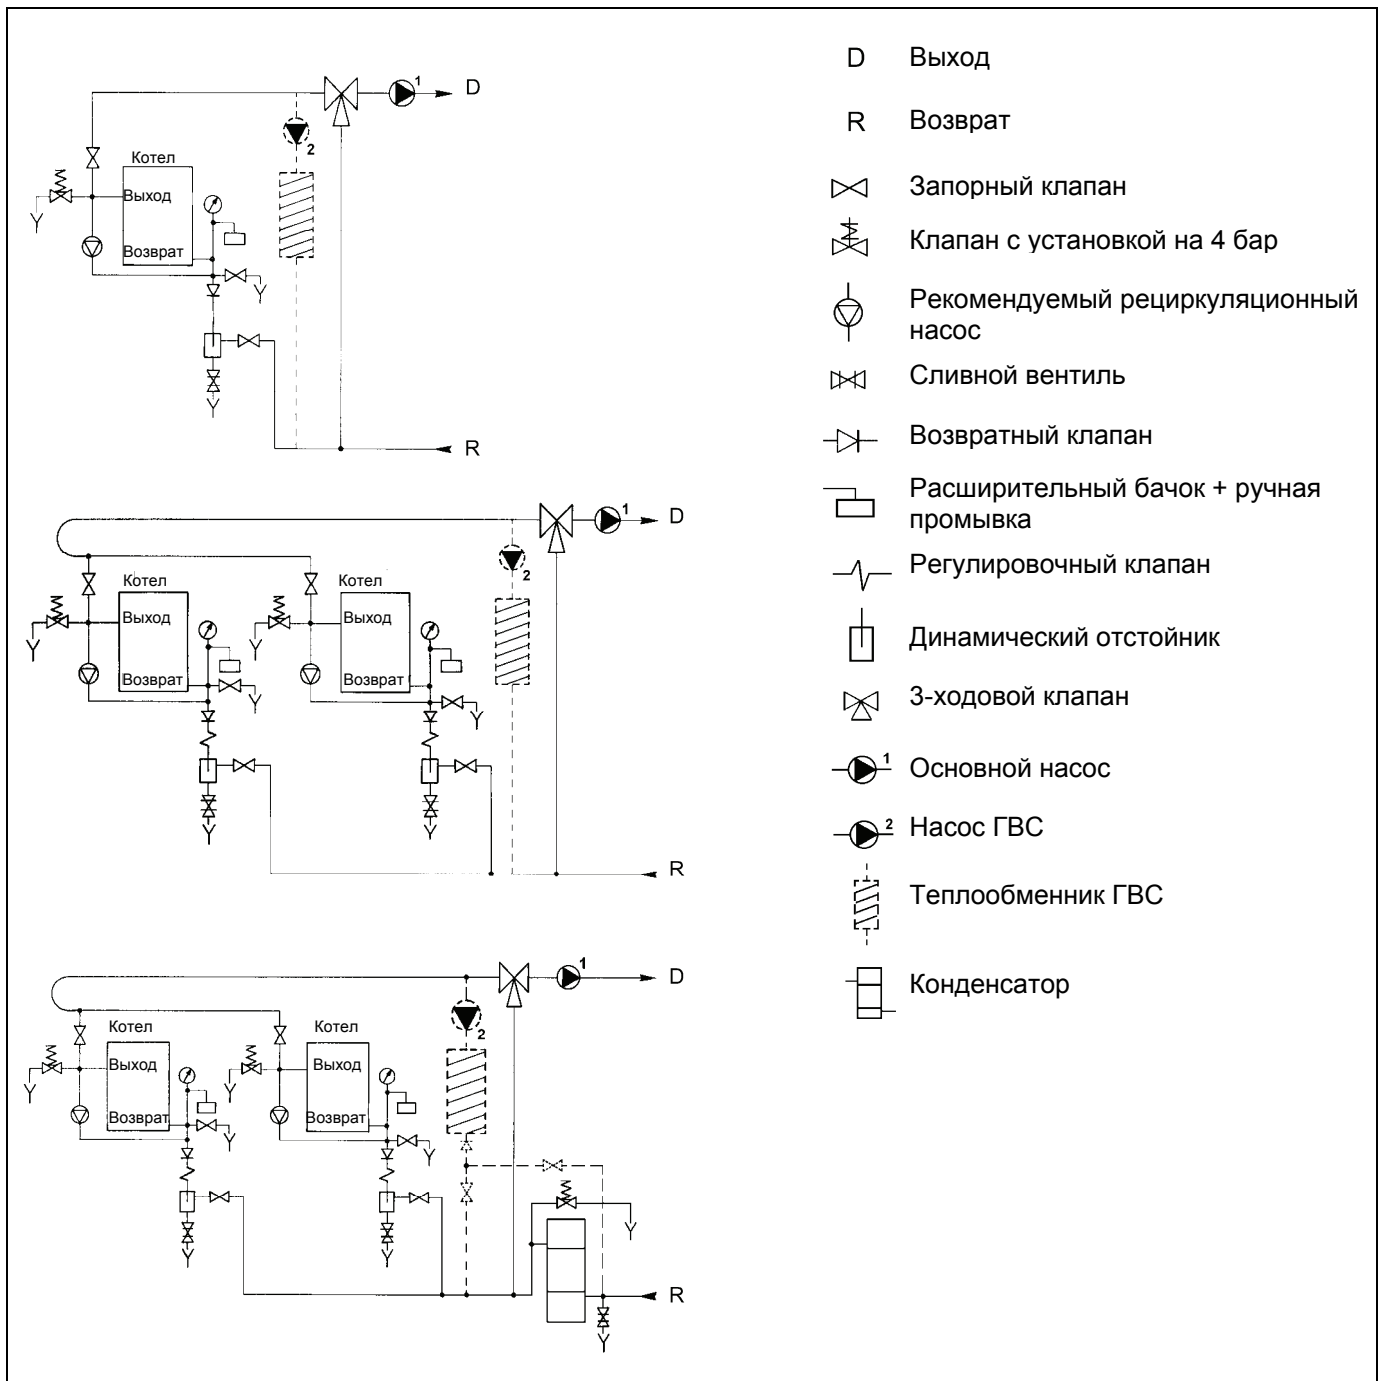 1
D
2
Котел
Выход
Возврат
R
1
D
2
Котел
Котел
Выход
Выход
Возврат
Возврат
R
1
D
2
Котел
Котел
Выход
Выход
Возврат
Возврат
R
D Выход
R Возврат
Запорный клапан
Клапан с установкой на 4 бар
Рекомендуемый рециркуляционный
насос
Сливной вентиль
Возвратный клапан
Расширительный бачок + ручная
промывка
Регулировочный клапан
Динамический отстойник
3-ходовой клапан
1 Основной насос
2 Насос ГВС
Теплообменник ГВС
Конденсатор